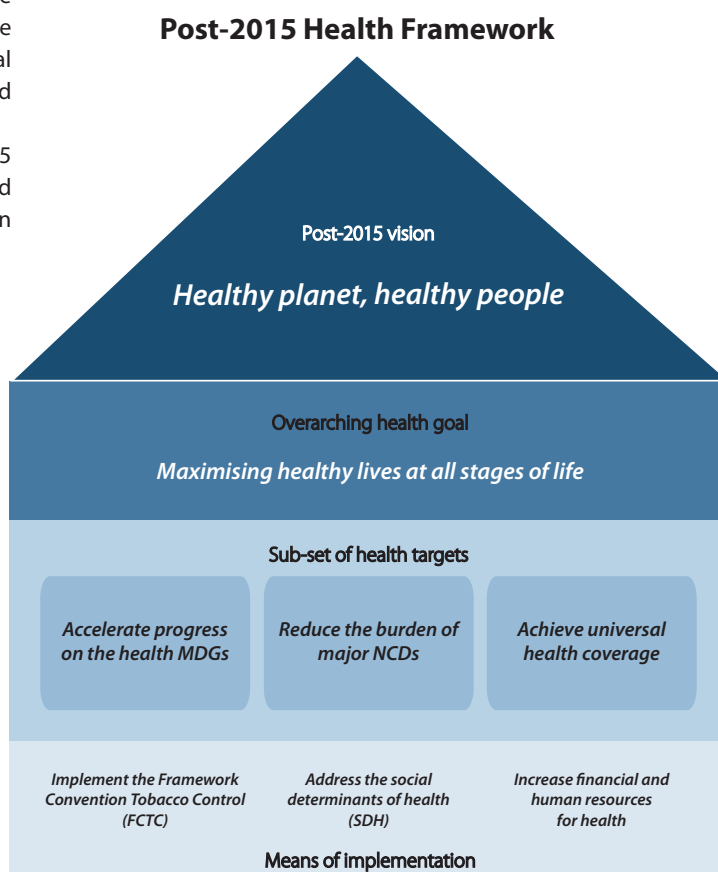 e
e
al
d
5
d
n
Post-2015 Health Framework
Post-2015 vision
Healthy planet, healthy people
Overarching health goal
Maximising healthy lives at all stages of life
Sub-set of health targets
Accelerate progress
on the health MDGs
Reduce the burden of
major NCDs
Achieve universal
health coverage
Implement the Framework
Convention Tobacco Control
(FCTC)
Address the social
determinants of health
(SDH)
Increase financial and
human resources
for health
Means of implementation